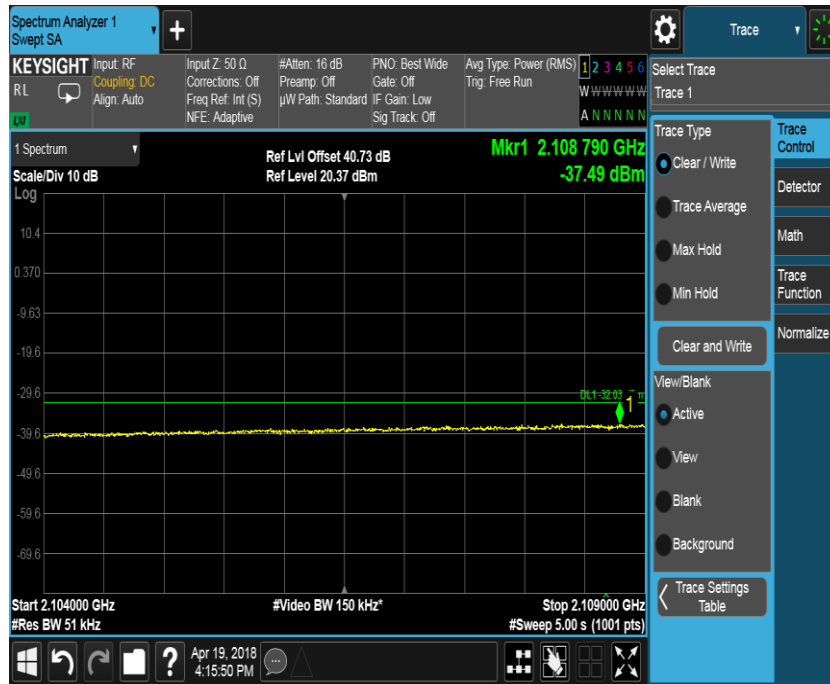 Spectrum Analyzer 1
Swept SA
Trace
KEYSIGHT
RL
LXI
Input: RF
Coupling: DC
Align: Auto
Input Z: 50 Ω
Corrections: Off
Freq Ref: Int (S)
NFE: Adaptive
#Atten: 16 dB
Preamp: Off
µW Path: Standard
PNO: Best Wide
Gate: Off
IF Gain: Low
Sig Track: Off
Avg Type: Power (RMS)
Trig: Free Run
1 2 3 4 5 6
W W W W W W
A N N N N N
Select Trace
Trace 1
1 Spectrum
Scale/Div 10 dB
Ref Lvl Offset 40.73 dB
Ref Level 20.37 dBm
Mkr1 2.108 790 GHz
-37.49 dBm
Log
10.4
0.370
-9.63
-19.6
-29.6
-39.6
-49.6
-59.6
-69.6
DL1 -32.03
1
Start 2.104000 GHz
#Res BW 51 kHz
#Video BW 150 kHz*
Stop 2.109000 GHz
#Sweep 5.00 s (1001 pts)
Trace Type
Clear / Write
Trace Average
Max Hold
Min Hold
Clear and Write
View/Blank
Active
View
Blank
Background
Trace Settings
Table
Trace
Control
Detector
Math
Trace
Function
Normalize
?
Apr 19, 2018
4:15:50 PM